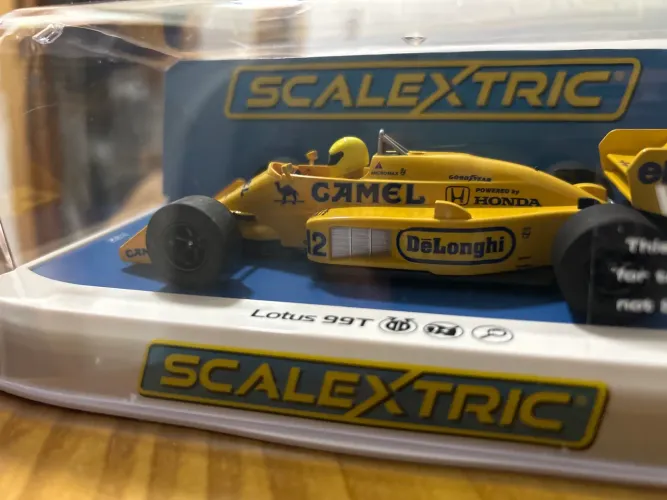 SCALEXTRIC
CAMEL
GOODYEAR
POWERED by
HONDA
12
DeLonghi
Lotus 99T
SCALEXTRIC